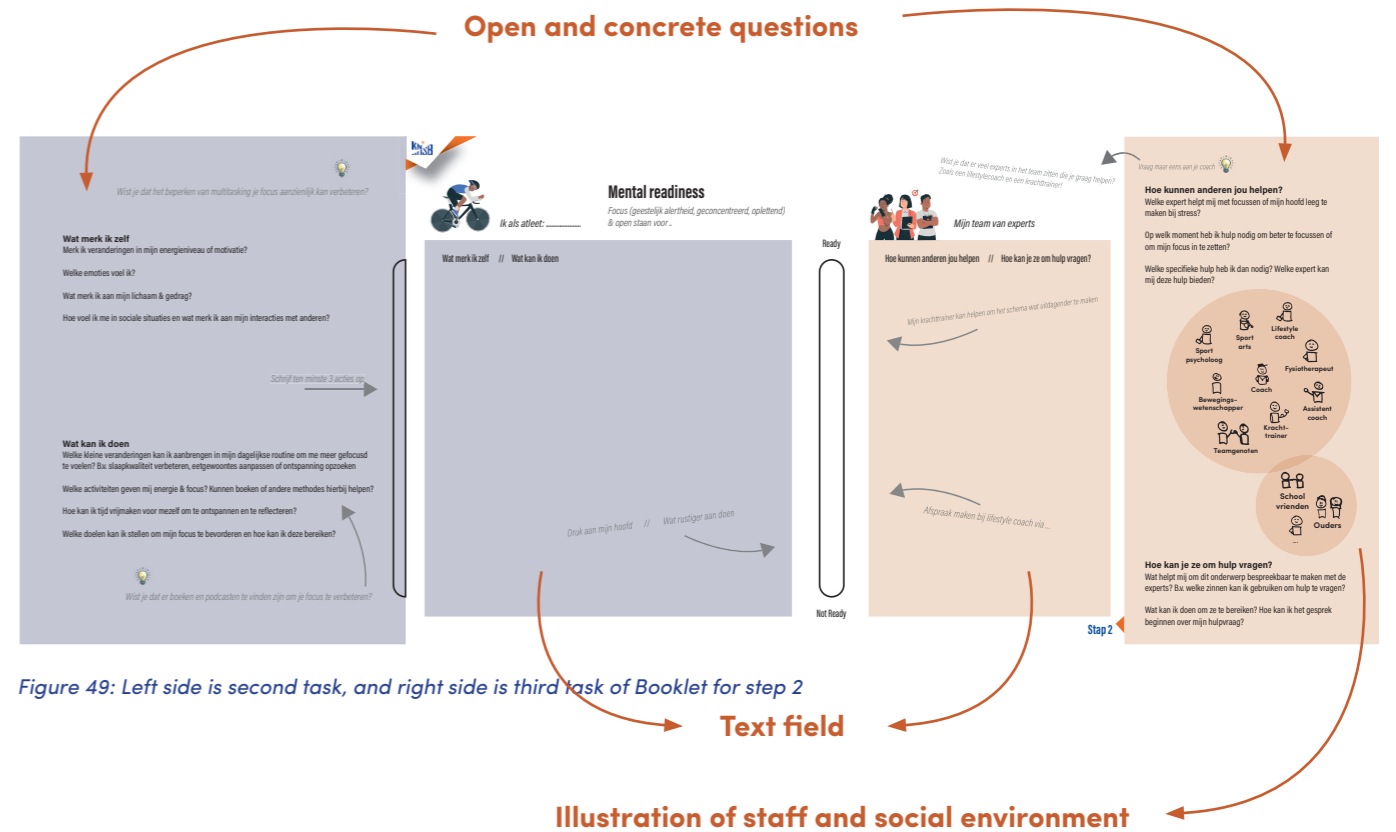 Open and concrete questions
Wist je dat het beperken van multitasking je focus aanzienlijk kan verbeteren?
Wat merk ik zelf
Merk ik veranderingen in mijn energieniveau of motivatie?
Welke emoties voel ik?
Wat merk ik aan mijn lichaam & gedrag?
Hoe voel ik me in sociale situaties en wat merk ik aan mijn interacties met anderen?
Schrijf ten minste 3 acties op
Wat kan ik doen
Welke kleine veranderingen kan ik aanbrengen in mijn dagelijkse routine om me meer gefocusd
te voelen? B.v. slaapkwaliteit verbeteren, eetgewoontes aanpassen of ontspanning opzoeken
Welke activiteiten geven mij energie & focus? Kunnen boeken of andere methodes hierbij helpen?
Hoe kan ik tijd vrijmaken voor mezelf om te ontspannen en te reflecteren?
Welke doelen kan ik stellen om mijn focus te bevorderen en hoe kan ik deze bereiken?
Wist je dat er boeken en podcasten te vinden zijn om je focus te verbeteren?
Ik als atleet: ............
Mental readiness
Focus (geestelijk alertheid, geconcentreerd, oplettend)
& open staan voor ..
Wat merk ik zelf // Wat kan ik doen
Druk aan mijn hoofd // Wat rustiger aan doen
Ready
Not Ready
Wist je dat er veel experts in het team zitten die je graag helpen?
Zoals een lifestylecoach en een krachttrainer!
Mijn team van experts
Hoe kunnen anderen jou helpen // Hoe kan je ze om hulp vragen?
Mijn krachttrainer kan helpen om het schema wat uitdagender te maken
Afspraak maken bij lifestyle coach via ...
Stap 2
Vraag maar eens aan je coach
Hoe kunnen anderen jou helpen?
Welke expert helpt mij met focussen of mijn hoofd leeg te
maken bij stress?
Op welk moment heb ik hulp nodig om beter te focussen of
om mijn focus in te zetten?
Welke specifieke hulp heb ik dan nodig? Welke expert kan
mij deze hulp bieden?
Sport
psycholoog
Sport
arts
Lifestyle
coach
Fysiotherapeut
Bewegings-
wetenschapper
Coach
Assistent
coach
Kracht-
trainer
Teamgenoten
School
vrienden
Ouders
...
Hoe kan je ze om hulp vragen?
Wat helpt mij om dit onderwerp bespreekbaar te maken met de
experts? B.v. welke zinnen kan ik gebruiken om hulp te vragen?
Wat kan ik doen om ze te bereiken? Hoe kan ik het gesprek
beginnen over mijn hulpvraag?
Figure 49: Left side is second task, and right side is third task of Booklet for step 2
Text field
Illustration of staff and social environment